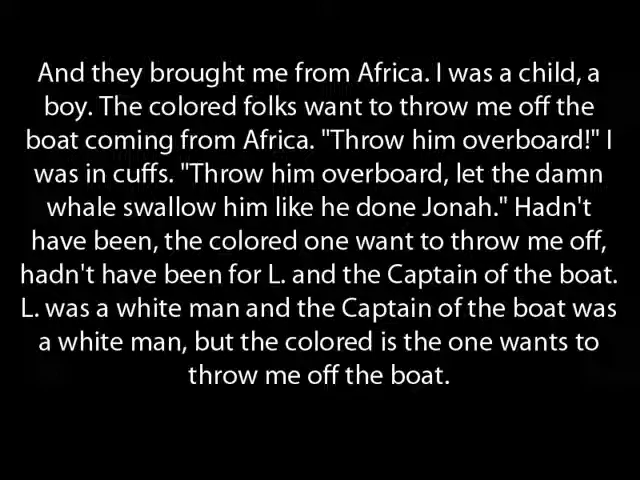 And they brought me from Africa. I was a child, a
boy. The colored folks want to throw me off the
boat coming from Africa. "Throw him overboard!" I
was in cuffs. "Throw him overboard, let the damn
whale swallow him like he done Jonah." Hadn't
have been, the colored one want to throw me off,
hadn't have been for L. and the Captain of the boat.
L. was a white man and the Captain of the boat was
a white man, but the colored is the one wants to
throw me off the boat.